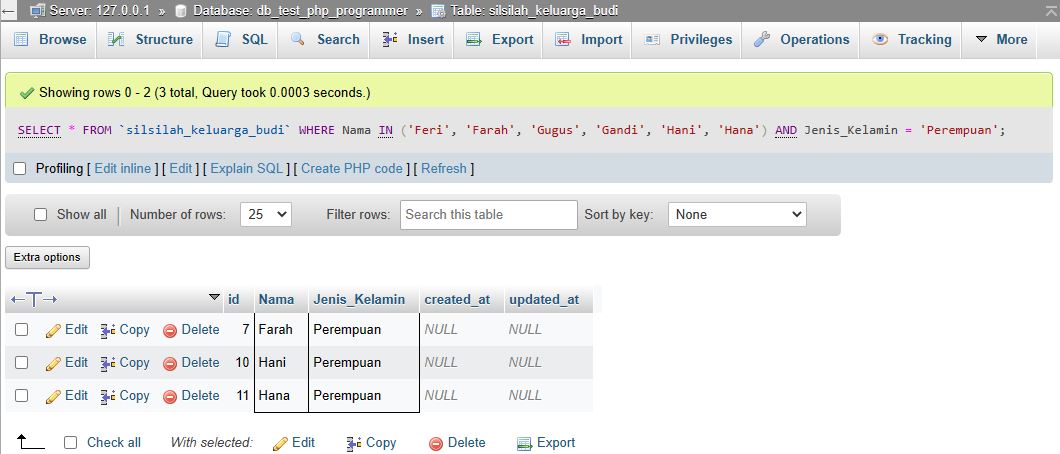 Server: 127.0.0.1 » Database: db_test_php_programmer » Table: silsilah_keluarga_budi
Browse Structure SQL Search Insert Export Import Privileges Operations Tracking More
Showing rows 0 - 2 (3 total, Query took 0.0003 seconds.)
SELECT * FROM `silsilah_keluarga_budi` WHERE Nama IN ('Feri', 'Farah', 'Gugus', 'Gandi', 'Hani', 'Hana') AND Jenis_Kelamin = 'Perempuan';
Profiling [ Edit inline ] [ Edit ] [ Explain SQL ] [ Create PHP code ] [ Refresh ]
Show all Number of rows: 25 Filter rows: Search this table Sort by key: None
Extra options
id Nama Jenis_Kelamin created_at updated_at
Edit Copy Delete 7 Farah Perempuan NULL NULL
Edit Copy Delete 10 Hani Perempuan NULL NULL
Edit Copy Delete 11 Hana Perempuan NULL NULL
Check all With selected: Edit Copy Delete Export